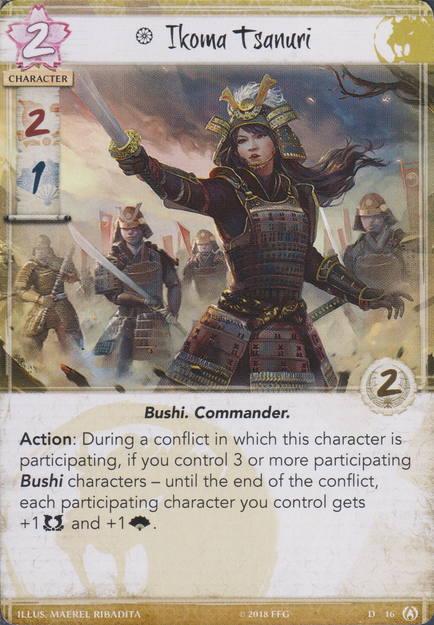 2
Ikoma Tsanuri
CHARACTER
2
1
2
Bushi. Commander.
Action: During a conflict in which this character is
participating, if you control 3 or more participating
Bushi characters – until the end of the conflict,
each participating character you control gets
+1 and +1.
ILLUS. MAEREL RIBADITA
© 2018 FFG
D 16